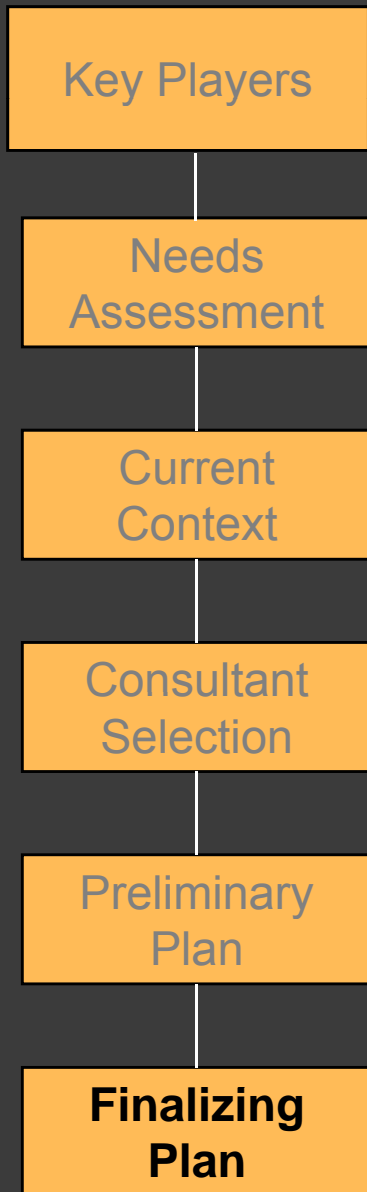 Key Players
Needs
Assessment
Current
Context
Consultant
Selection
Preliminary
Plan
Finalizing
Plan